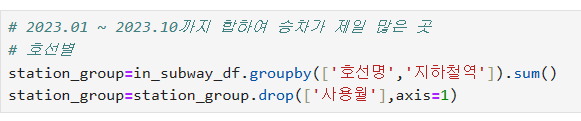 # 2023.01 ~ 2023.10까지 합하여 승차가 제일 많은 곳
# 호선별
station_group=in_subway_df.groupby(['호선명','지하철역']).sum()
station_group=station_group.drop(['사용월'],axis=1)